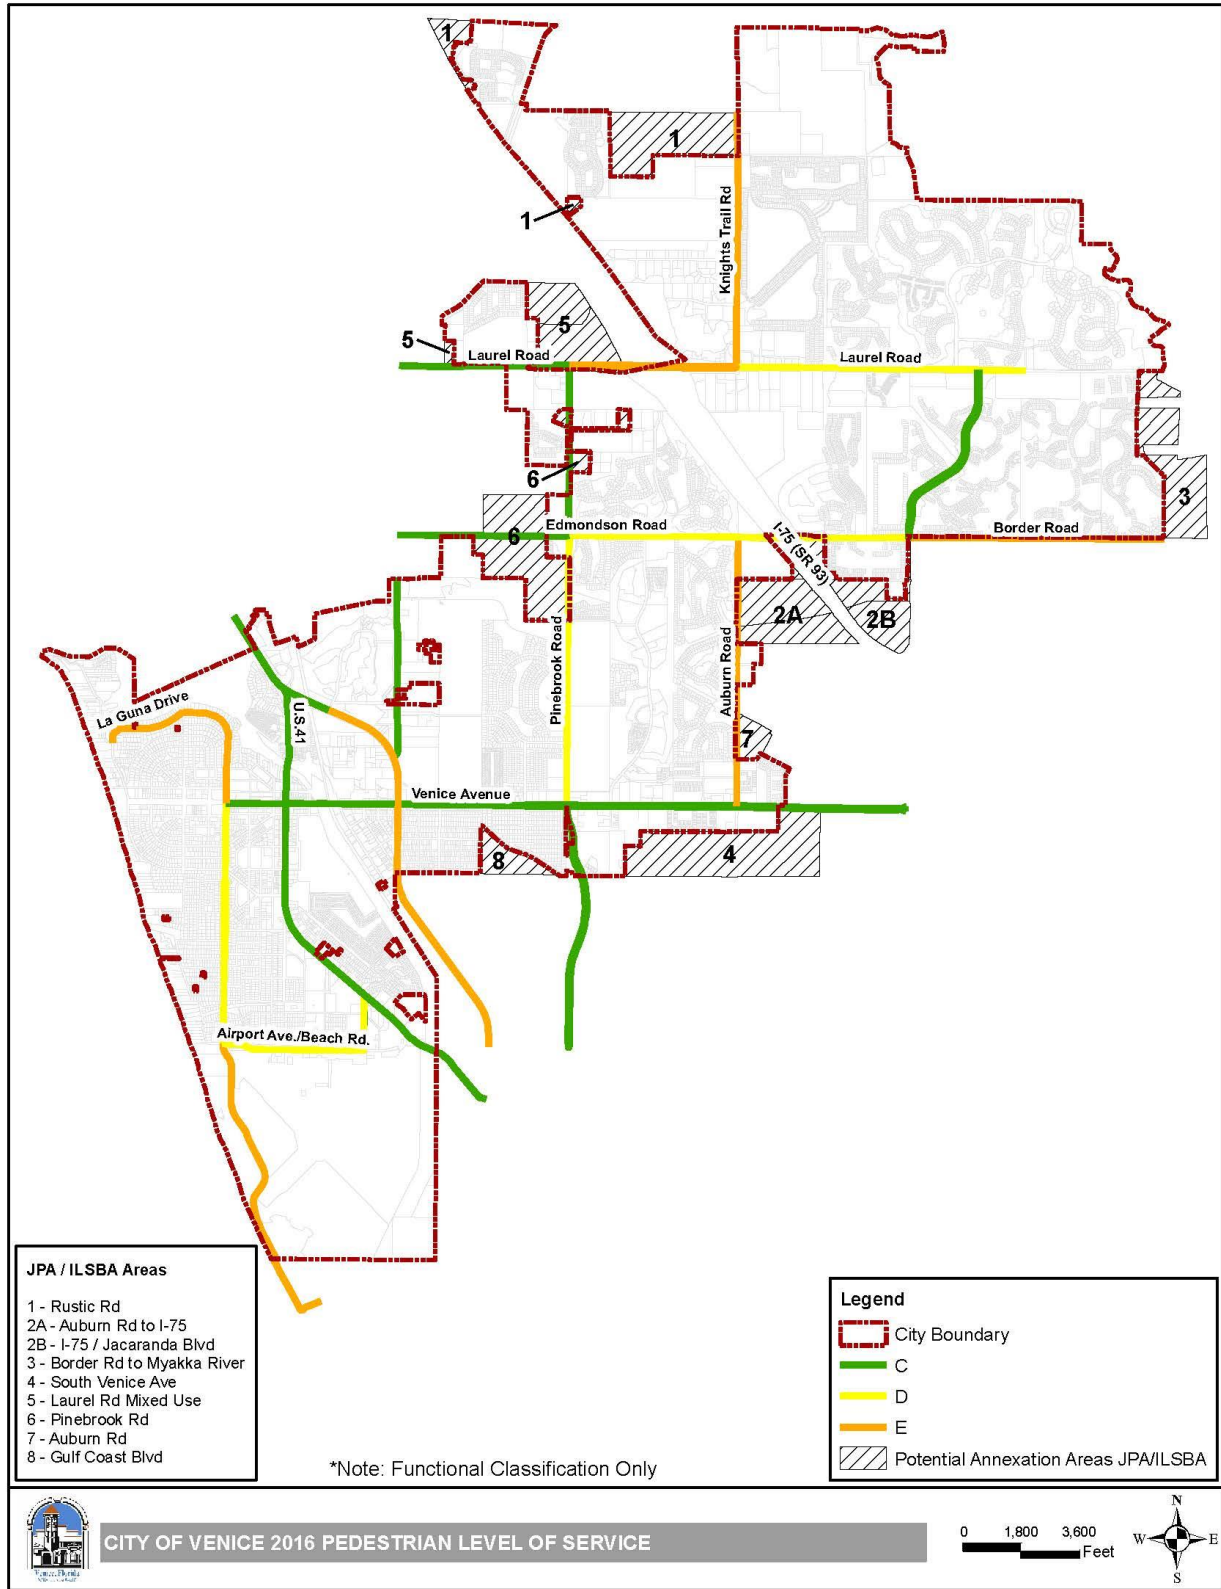 1
1
1
Knights Trail Rd
5
5
Laurel Road
Laurel Road
6
3
6
Edmondson Road
Border Road
I-75 (SR 93)
2A
2B
Pinebrook Road
Auburn Road
La Guna Drive
U.S.41
7
Venice Avenue
8
4
Airport Ave./Beach Rd.
JPA / ILSBA Areas
1 - Rustic Rd
2A - Auburn Rd to I-75
2B - I-75 / Jacaranda Blvd
3 - Border Rd to Myakka River
4 - South Venice Ave
5 - Laurel Rd Mixed Use
6 - Pinebrook Rd
7 - Auburn Rd
8 - Gulf Coast Blvd
*Note: Functional Classification Only
Legend
City Boundary
C
D
E
Potential Annexation Areas JPA/ILSBA
Venice, Florida
CITY OF VENICE 2016 PEDESTRIAN LEVEL OF SERVICE
0 1,800 3,600
Feet
N
W E
S